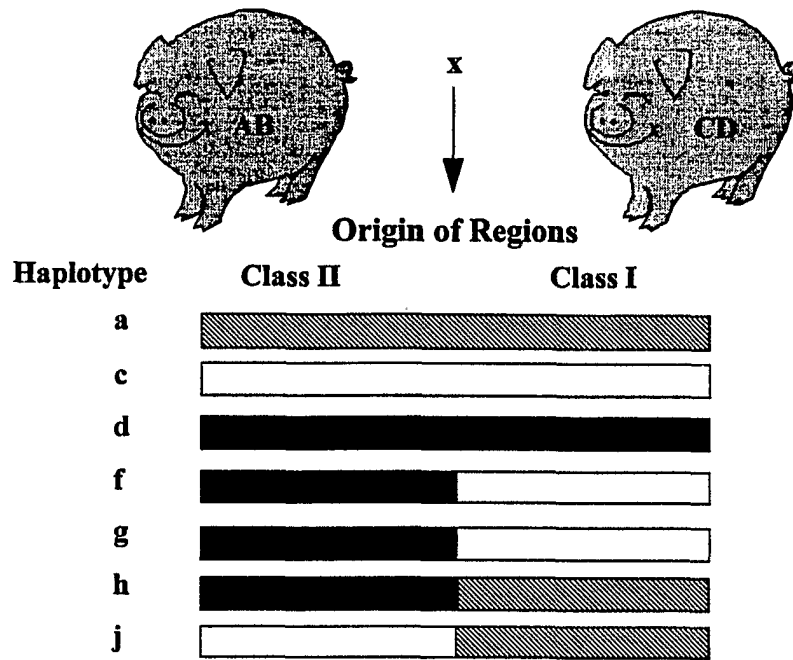 AB
x
CD
Origin of Regions
Haplotype Class II Class I
a
c
d
f
g
h
j